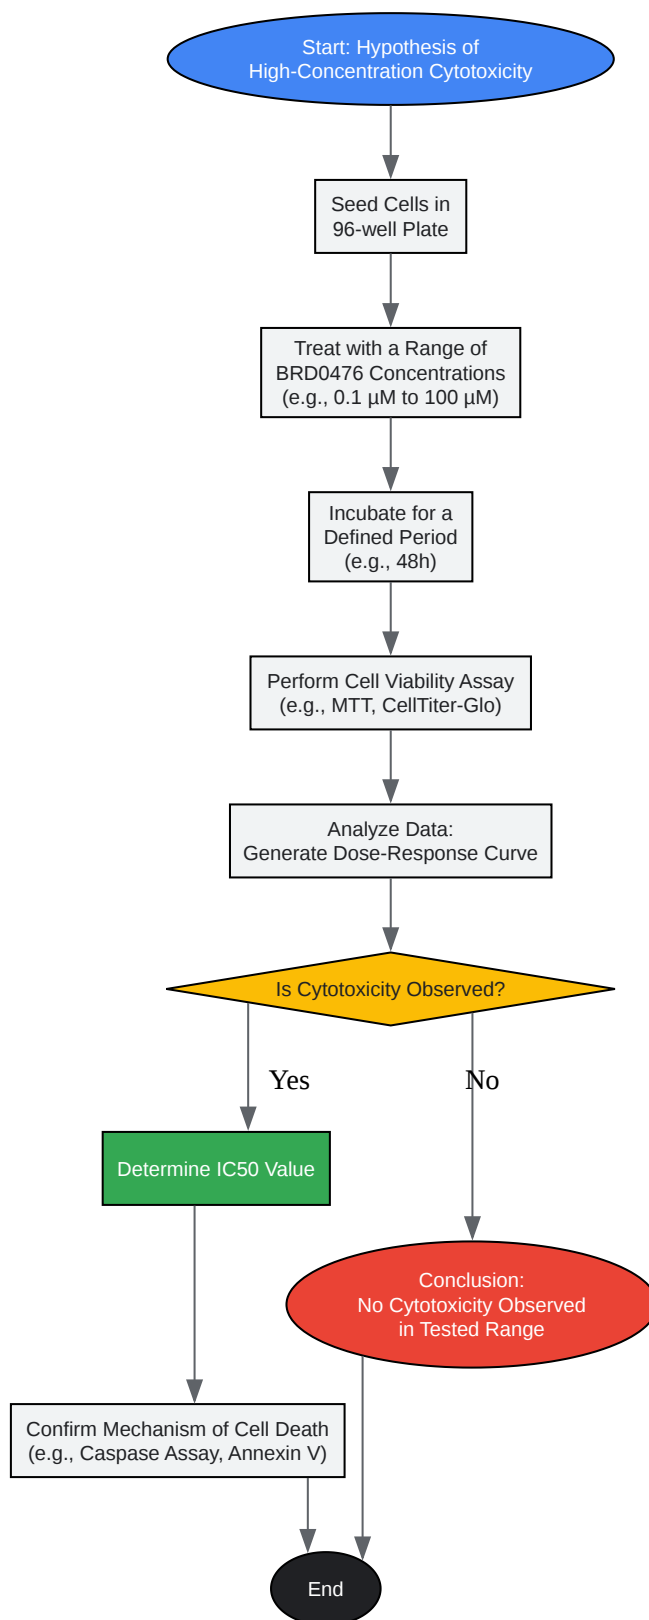 Start: Hypothesis of
High-Concentration Cytotoxicity
Seed Cells in
96-well Plate
Treat with a Range of
BRD0476 Concentrations
(e.g., 0.1 µM to 100 µM)
Incubate for a
Defined Period
(e.g., 48h)
Perform Cell Viability Assay
(e.g., MTT, CellTiter-Glo)
Analyze Data:
Generate Dose-Response Curve
Is Cytotoxicity Observed?
Yes
No
Determine IC50 Value
Conclusion:
No Cytotoxicity Observed
in Tested Range
Confirm Mechanism of Cell Death
(e.g., Caspase Assay, Annexin V)
End